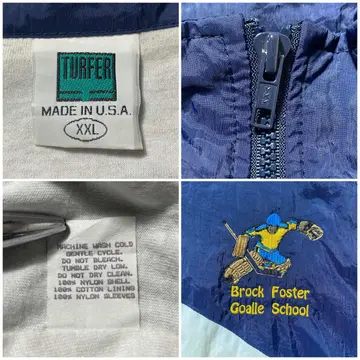 TURFER
MADE IN U.S.A.
XXL
MACHINE WASH COLD
GENTLE CYCLE.
DO NOT BLEACH.
TUMBLE DRY LOW.
DO NOT DRY CLEAN.
100% NYLON SHELL
100% COTTON LINING
100% NYLON SLEEVES
Brock Foster
Goalie School